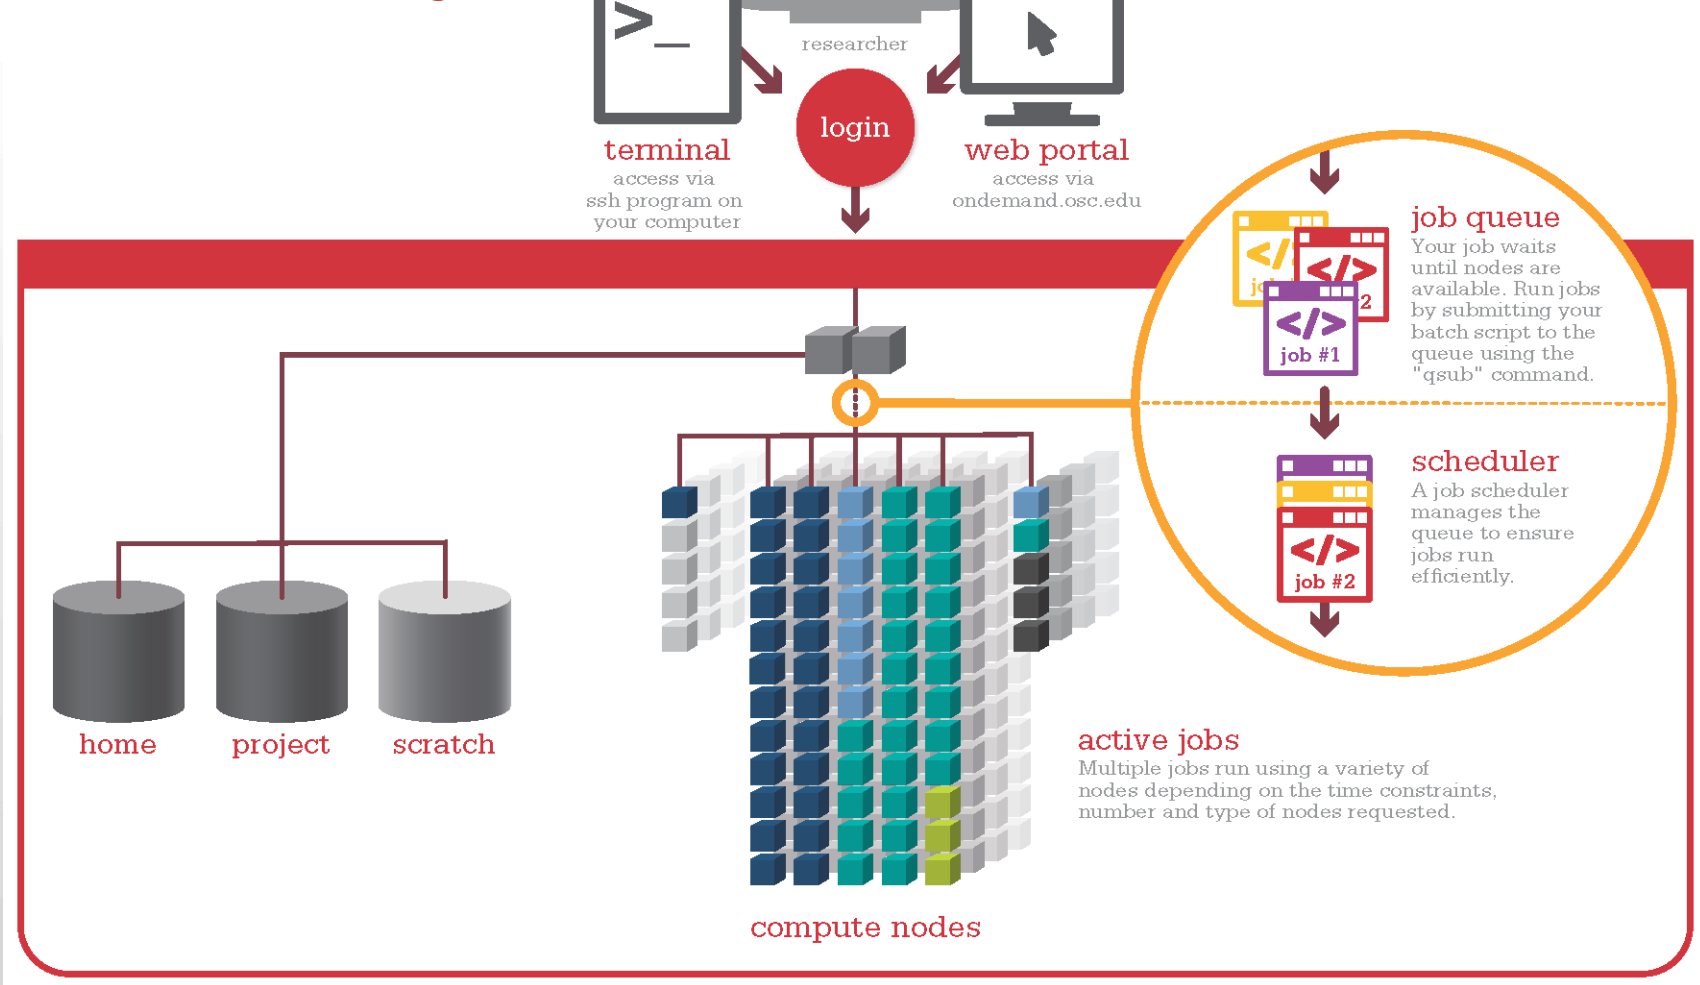 >_
researcher
login
terminal
access via
ssh program on
your computer
web portal
access via
ondemand.osc.edu
job queue
Your job waits
until nodes are
available. Run jobs
by submitting your
batch script to the
queue using the
"qsub" command.
</>
</>
2
</>
job #1
scheduler
A job scheduler
manages the
queue to ensure
jobs run
efficiently.
</>
job #2
home
project
scratch
active jobs
Multiple jobs run using a variety of
nodes depending on the time constraints,
number and type of nodes requested.
compute nodes